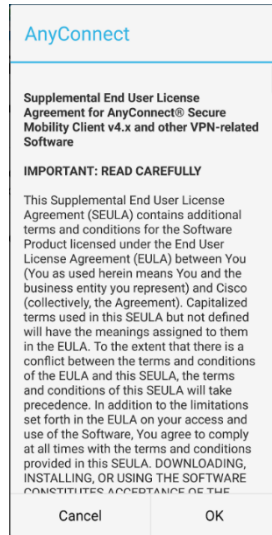 AnyConnect
Supplemental End User License
Agreement for AnyConnect® Secure
Mobility Client v4.x and other VPN-related
Software
IMPORTANT: READ CAREFULLY
This Supplemental End User License
Agreement (SEULA) contains additional
terms and conditions for the Software
Product licensed under the End User
License Agreement (EULA) between You
(You as used herein means You and the
business entity you represent) and Cisco
(collectively, the Agreement). Capitalized
terms used in this SEULA but not defined
will have the meanings assigned to them
in the EULA. To the extent that there is a
conflict between the terms and conditions
of the EULA and this SEULA, the terms
and conditions of this SEULA will take
precedence. In addition to the limitations
set forth in the EULA on your access and
use of the Software, You agree to comply
at all times with the terms and conditions
provided in this SEULA. DOWNLOADING,
INSTALLING, OR USING THE SOFTWARE
CONSTITUTES ACCEPTANCE OF THE
Cancel
OK